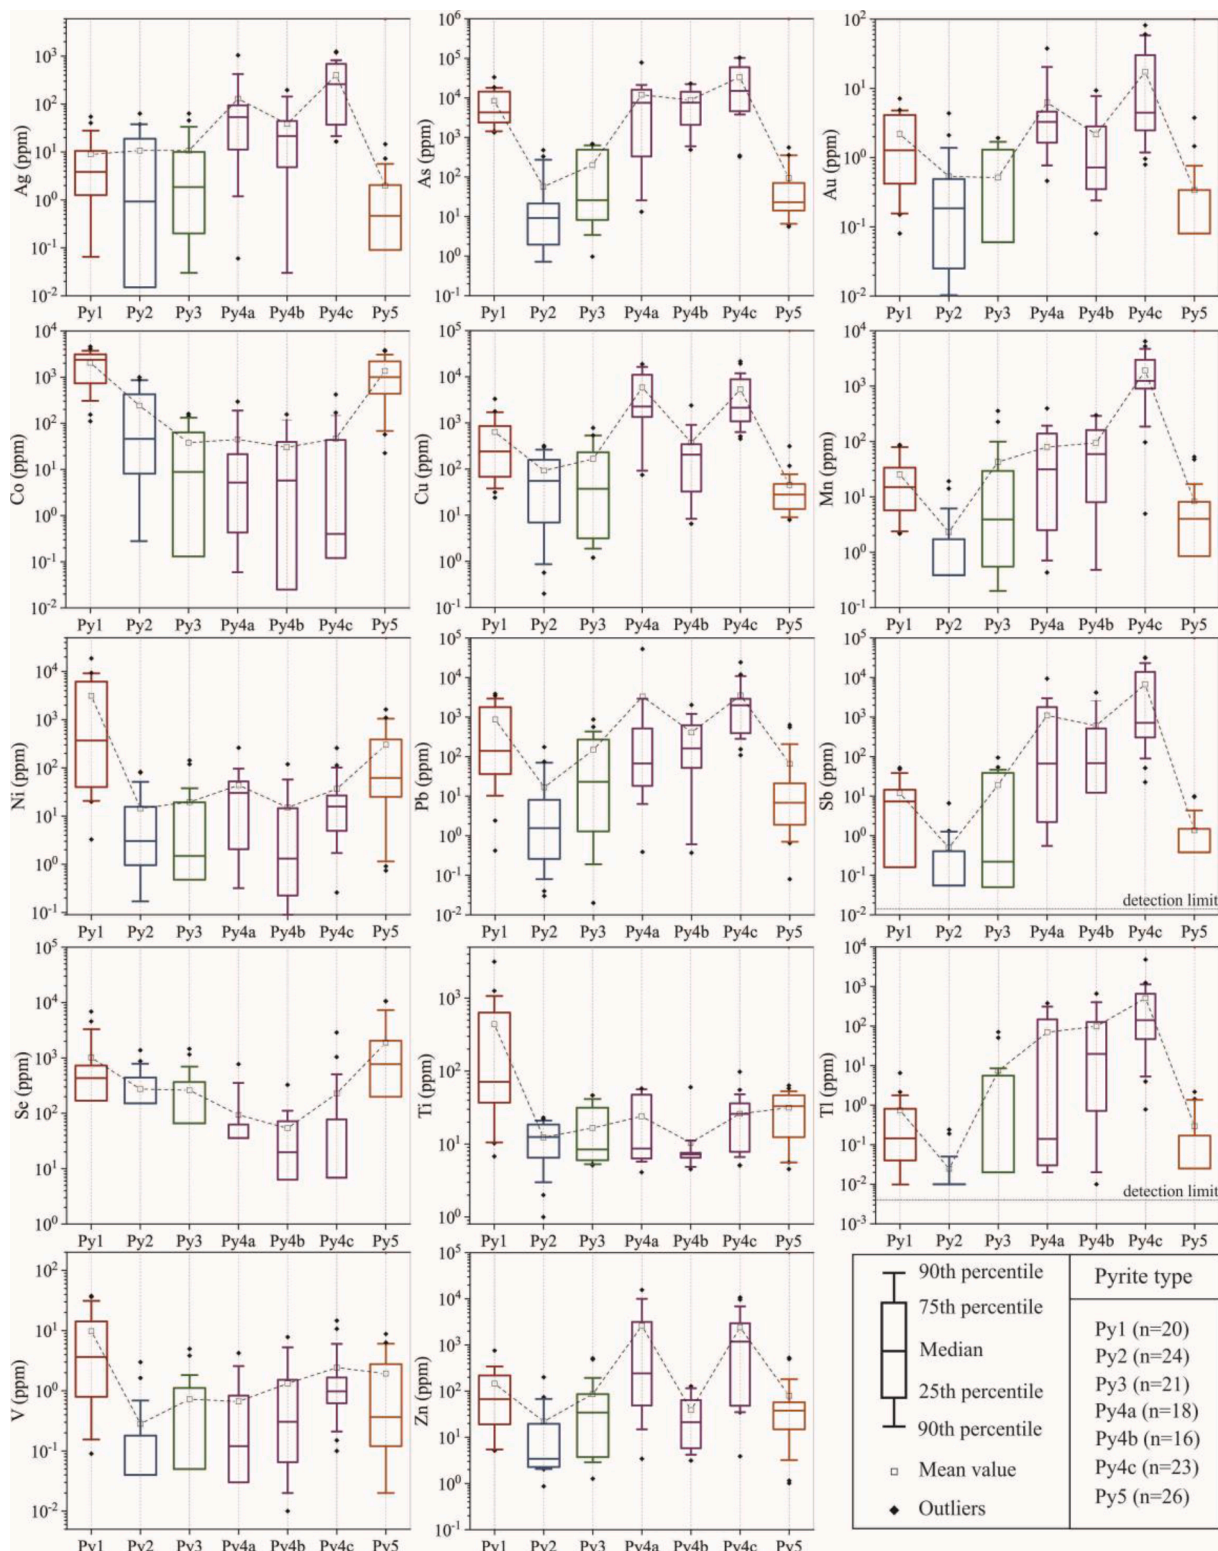 Ag (ppm)
10³
10²
10¹
10⁰
10⁻¹
10⁻²
Py1 Py2 Py3 Py4a Py4b Py4c Py5
As (ppm)
10⁶
10⁵
10⁴
10³
10²
10¹
10⁰
10⁻¹
Py1 Py2 Py3 Py4a Py4b Py4c Py5
Au (ppm)
10²
10¹
10⁰
10⁻¹
10⁻²
Py1 Py2 Py3 Py4a Py4b Py4c Py5
Co (ppm)
10⁴
10³
10²
10¹
10⁰
10⁻¹
10⁻²
Py1 Py2 Py3 Py4a Py4b Py4c Py5
Cu (ppm)
10⁵
10⁴
10³
10²
10¹
10⁰
10⁻¹
Py1 Py2 Py3 Py4a Py4b Py4c Py5
Mn (ppm)
10⁴
10³
10²
10¹
10⁰
10⁻¹
Py1 Py2 Py3 Py4a Py4b Py4c Py5
Ni (ppm)
10⁴
10³
10²
10¹
10⁰
10⁻¹
Py1 Py2 Py3 Py4a Py4b Py4c Py5
Pb (ppm)
10⁵
10⁴
10³
10²
10¹
10⁰
10⁻¹
10⁻²
Py1 Py2 Py3 Py4a Py4b Py4c Py5
Sb (ppm)
10⁵
10⁴
10³
10²
10¹
10⁰
10⁻¹
10⁻²
detection limit
Py1 Py2 Py3 Py4a Py4b Py4c Py5
Se (ppm)
10⁵
10⁴
10³
10²
10¹
10⁰
Py1 Py2 Py3 Py4a Py4b Py4c Py5
Ti (ppm)
10³
10²
10¹
10⁰
Py1 Py2 Py3 Py4a Py4b Py4c Py5
Tl (ppm)
10⁴
10³
10²
10¹
10⁰
10⁻¹
10⁻²
10⁻³
detection limit
Py1 Py2 Py3 Py4a Py4b Py4c Py5
V (ppm)
10²
10¹
10⁰
10⁻¹
10⁻²
Py1 Py2 Py3 Py4a Py4b Py4c Py5
Zn (ppm)
10⁵
10⁴
10³
10²
10¹
10⁰
10⁻¹
Py1 Py2 Py3 Py4a Py4b Py4c Py5
90th percentile
75th percentile
Median
25th percentile
90th percentile
Mean value
Outliers
Pyrite type
Py1 (n=20)
Py2 (n=24)
Py3 (n=21)
Py4a (n=18)
Py4b (n=16)
Py4c (n=23)
Py5 (n=26)